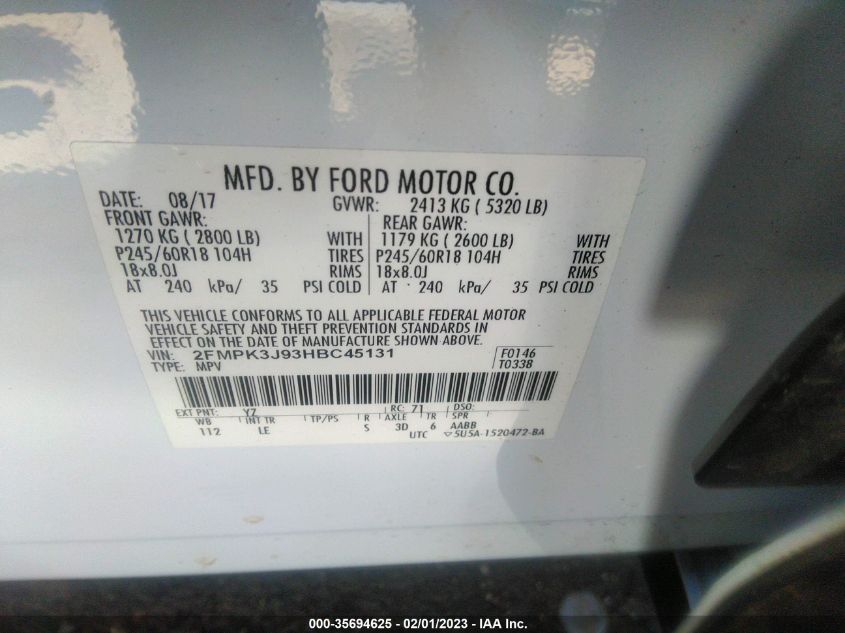 MFD. BY FORD MOTOR CO.
DATE: 08/17 GVWR: 2413 KG ( 5320 LB)
FRONT GAWR: REAR GAWR:
1270 KG ( 2800 LB) WITH 1179 KG ( 2600 LB) WITH
P245/60R18 104H TIRES P245/60R18 104H TIRES
18x8.0J RIMS 18x8.0J RIMS
AT 240 kPa/ 35 PSI COLD AT 240 kPa/ 35 PSI COLD
THIS VEHICLE CONFORMS TO ALL APPLICABLE FEDERAL MOTOR
VEHICLE SAFETY AND THEFT PREVENTION STANDARDS IN
EFFECT ON THE DATE OF MANUFACTURE SHOWN ABOVE.
VIN: 2FMPK3J93HBC45131 F0146
TYPE: MPV T0338
EXT PNT: YZ RC: 71 DSO:
WB INT TR TP/PS R AXLE TR SPR
112 LE S 3D 6 AABB
UTC 5U5A-1520472-BA
000-35694625 - 02/01/2023 - IAA Inc.